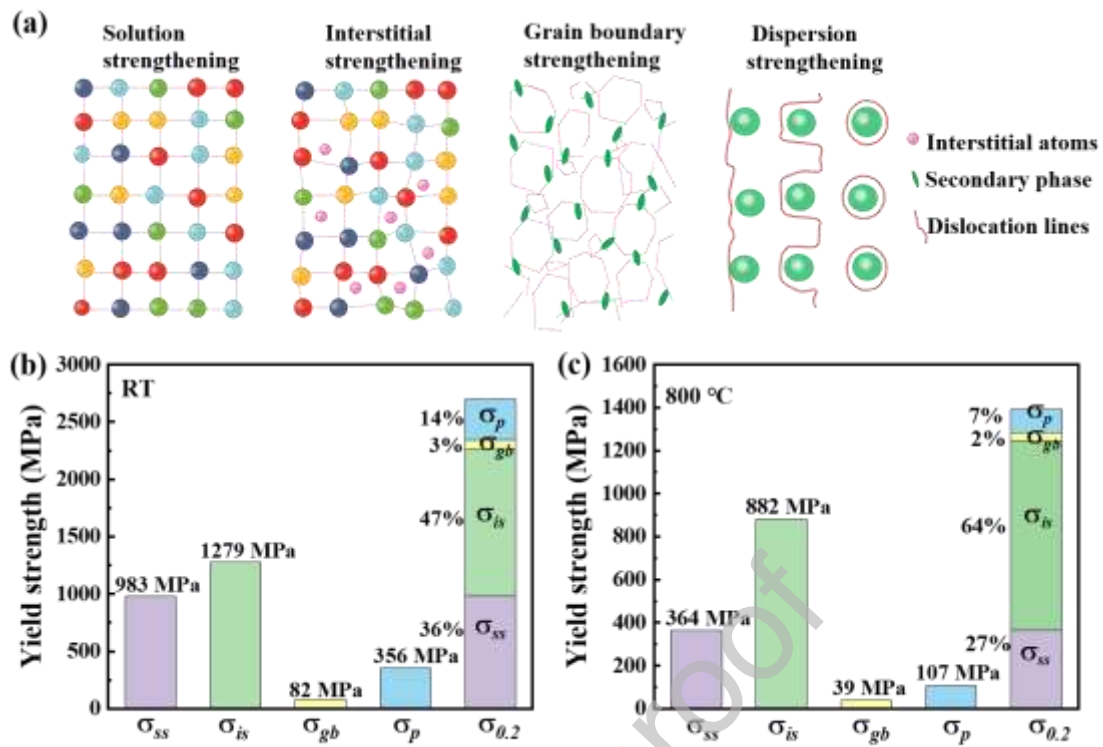 (a)
Solution
strengthening
Interstitial
strengthening
Grain boundary
strengthening
Dispersion
strengthening
Interstitial atoms
Secondary phase
Dislocation lines
(b)
Yield strength (MPa)
3000
2500
2000
1500
1000
500
0
RT
983 MPa
1279 MPa
82 MPa
356 MPa
14%
3%
47%
36%
σp
σgb
σis
σss
σss
σis
σgb
σp
σ0.2
(c)
Yield strength (MPa)
1600
1400
1200
1000
800
600
400
200
0
800 °C
364 MPa
882 MPa
39 MPa
107 MPa
7%
2%
64%
27%
σp
σgb
σis
σss
σss
σis
σgb
σp
σ0.2
roof